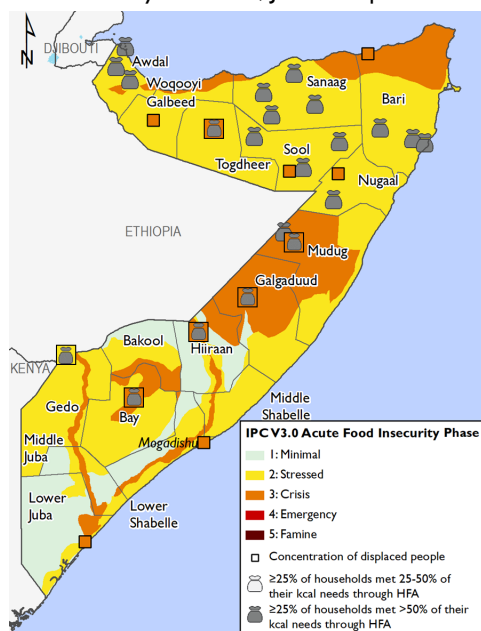 N
DJIBOUTI
Awdal
Woqooyi
Galbeed
Sanaag
Bari
Togdheer
Sool
Nugaal
ETHIOPIA
Mudug
Galgaduud
Bakool
Hiiraan
KENYA
Gedo
Bay
Middle
Shabelle
Middle
Juba
Mogadishu
Lower
Juba
Lower
Shabelle
IPC V3.0 Acute Food Insecurity Phase
1: Minimal
2: Stressed
3: Crisis
4: Emergency
5: Famine
Concentration of displaced people
≥25% of households met 25-50% of
their kcal needs through HFA
≥25% of households met >50% of their
kcal needs through HFA